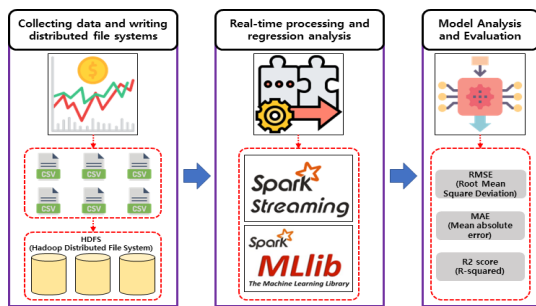 Collecting data and writing
distributed file systems
CSV CSV CSV
CSV CSV CSV
HDFS
(Hadoop Distributed File System)
Real-time processing and
regression analysis
Spark
Streaming
Spark
MLlib
The Machine Learning Library
Model Analysis
and Evaluation
RMSE
(Root Mean
Square Deviation)
MAE
(Mean absolute
error)
R2 score
(R-squared)